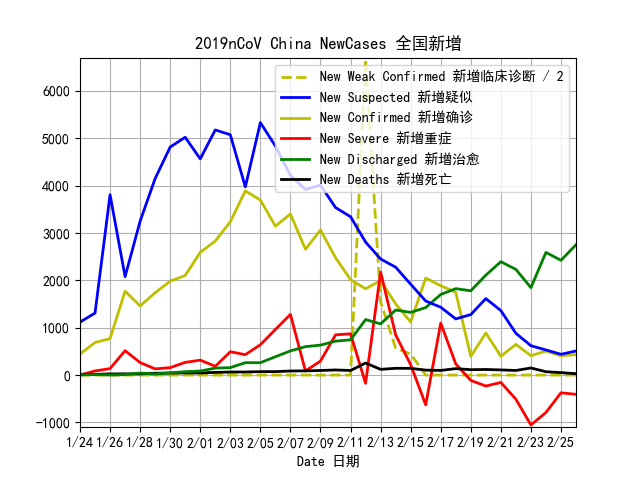 2019nCoV China NewCases 全国新增
New Weak Confirmed 新增临床诊断 / 2
New Suspected 新增疑似
New Confirmed 新增确诊
New Severe 新增重症
New Discharged 新增治愈
New Deaths 新增死亡
6000
5000
4000
3000
2000
1000
0
−1000
1/24 1/26 1/28 1/30 2/01 2/03 2/05 2/07 2/09 2/11 2/13 2/15 2/17 2/19 2/21 2/23 2/25
Date 日期